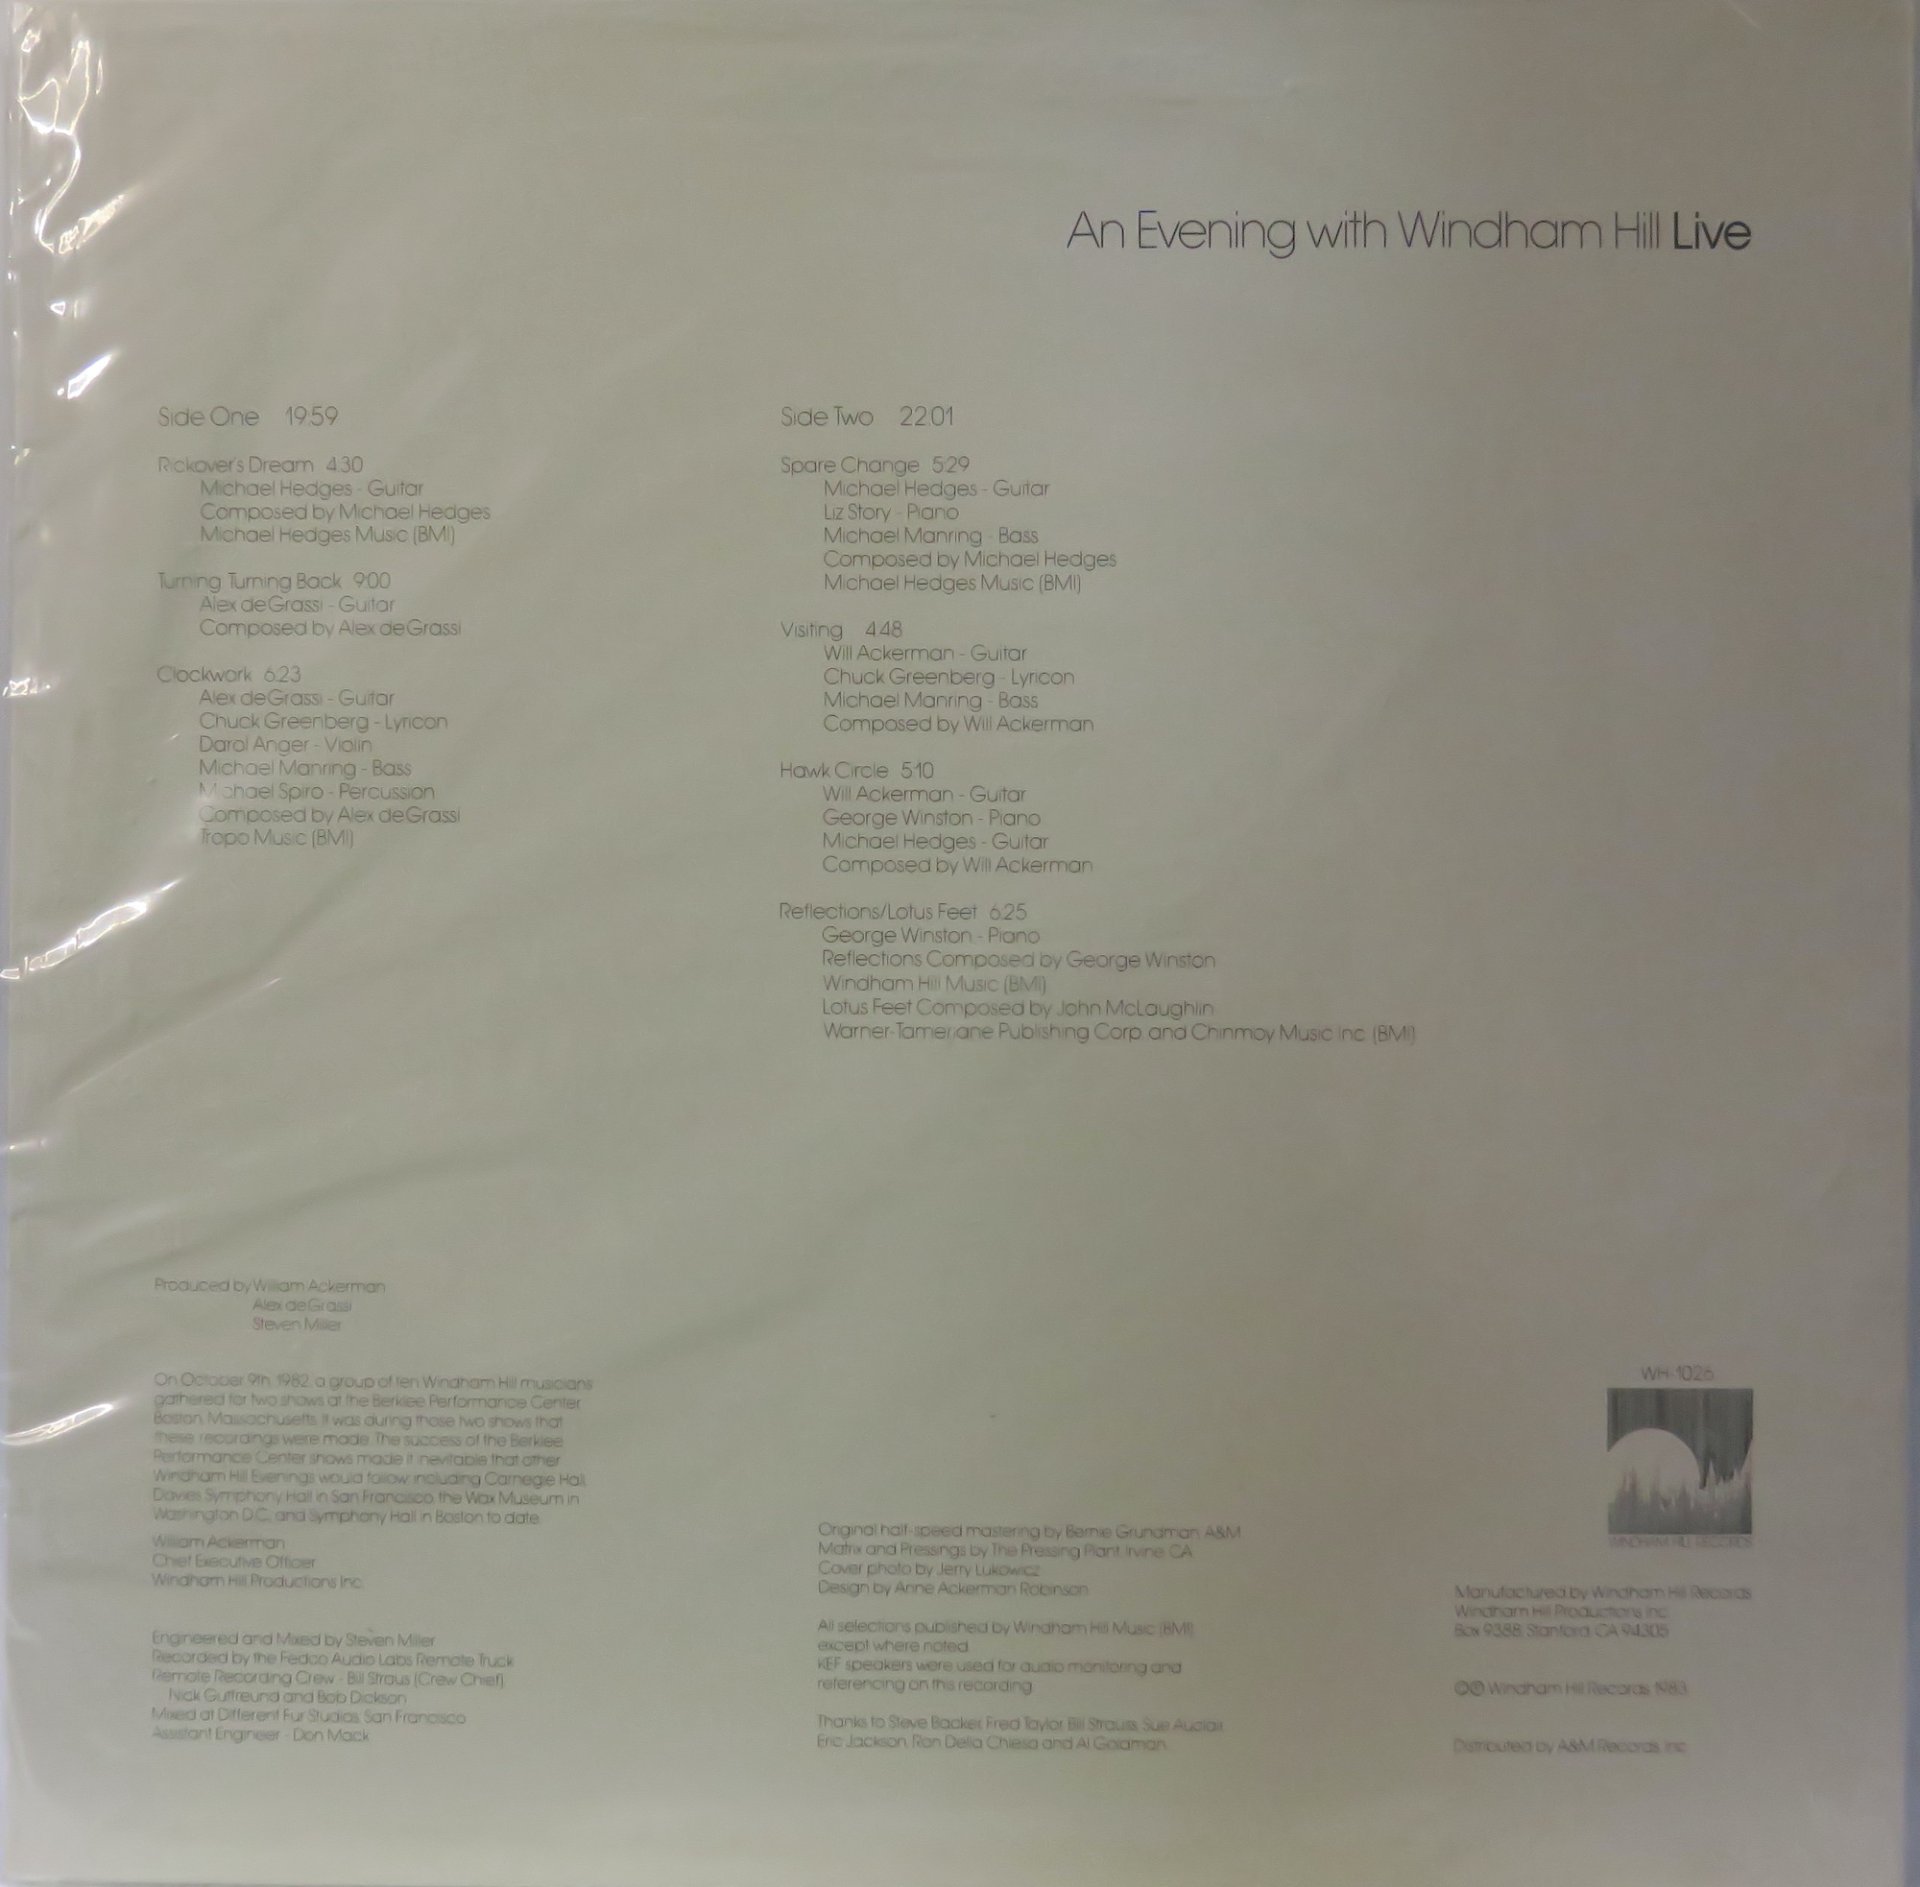 An Evening with Windham Hill Live
Side One 19:59
Rickover's Dream 4:30
Michael Hedges - Guitar
Composed by Michael Hedges
Michael Hedges Music (BMI)
Turning Turning Back 9:00
Alex deGrassi - Guitar
Composed by Alex deGrassi
Clockwork 6:23
Alex deGrassi - Guitar
Chuck Greenberg - Lyricon
Darol Anger - Violin
Michael Manring - Bass
Michael Spiro - Percussion
Composed by Alex deGrassi
Tropo Music (BMI)
Side Two 22:01
Spare Change 5:29
Michael Hedges - Guitar
Liz Story - Piano
Michael Manring - Bass
Composed by Michael Hedges
Michael Hedges Music (BMI)
Visiting 4:48
Will Ackerman - Guitar
Chuck Greenberg - Lyricon
Michael Manring - Bass
Composed by Will Ackerman
Hawk Circle 5:10
Will Ackerman - Guitar
George Winston - Piano
Michael Hedges - Guitar
Composed by Will Ackerman
Reflections/Lotus Feet 6:25
George Winston - Piano
Reflections Composed by George Winston
Windham Hill Music (BMI)
Lotus Feet Composed by John McLaughlin
Warner-Tamerlane Publishing Corp. and Chinmoy Music Inc. (BMI)
Produced by William Ackerman
Alex deGrassi
Steven Miller
On October 9th, 1982, a group of ten Windham Hill musicians
gathered for two shows at the Berklee Performance Center
Boston, Massachusetts. It was during those two shows that
these recordings were made. The success of the Berklee
Performance Center shows made it inevitable that other
Windham Hill Evenings would follow, including Carnegie Hall,
Davies Symphony Hall in San Francisco, the Wax Museum in
Washington D.C., and Symphony Hall in Boston to date.
William Ackerman
Chief Executive Officer
Windham Hill Productions Inc.
Engineered and Mixed by Steven Miller
Recorded by the Fedco Audio Labs Remote Truck
Remote Recording Crew - Bill Straus (Crew Chief),
Nick Gutfreund and Bob Dickson
Mixed at Different Fur Studios, San Francisco
Assistant Engineer - Don Mack
Original half-speed mastering by Bernie Grundman, A&M
Matrix and Pressings by The Pressing Plant, Irvine, CA
Cover photo by Jerry Lukowicz
Design by Anne Ackerman Robinson
All selections published by Windham Hill Music (BMI)
except where noted.
KEF speakers were used for audio monitoring and
referencing on this recording.
Thanks to Steve Backer, Fred Taylor, Bill Strauss, Sue Auclair,
Eric Jackson, Ron Della Chiesa and Al Goldman.
WH-1026
WINDHAM HILL RECORDS
Manufactured by Windham Hill Records
Windham Hill Productions Inc.
Box 9388, Stanford, CA 94305
©℗ Windham Hill Records, 1983
Distributed by A&M Records, Inc.